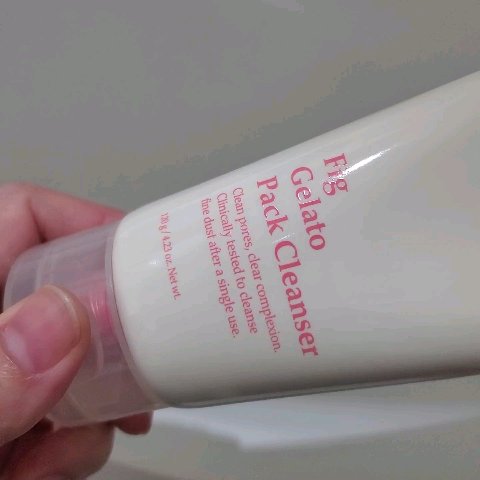 Fig
Gelato
Pack Cleanser
Clean pores, clear complexion.
Clinically tested to cleanse
fine dust after a single use.
120 g / 4.23 oz. Net wt.